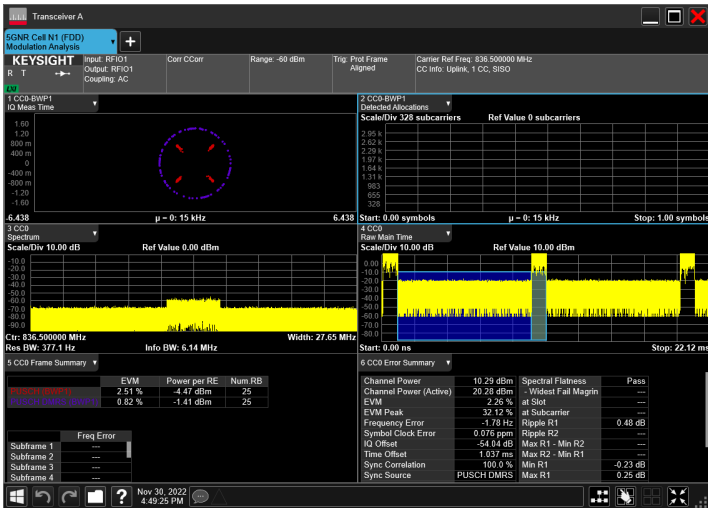 Transceiver A
5GNR Cell N1 (FDD)
Modulation Analysis
KEYSIGHT
R T
LXI
Input: RFIO1
Output: RFIO1
Coupling: AC
Corr CCorr
Range: -60 dBm
Trig: Prot Frame
Aligned
Carrier Ref Freq: 836.500000 MHz
CC Info: Uplink, 1 CC, SISO
1 CC0-BWP1
IQ Meas Time
1.60
1.20
800 m
400 m
0
-400 m
-800 m
-1.20
-1.60
-6.438
μ – 0: 15 kHz
6.438
2 CC0-BWP1
Detected Allocations
Scale/Div 328 subcarriers
Ref Value 0 subcarriers
2.95 k
2.62 k
2.29 k
1.97 k
1.64 k
1.31 k
983
655
328
Start: 0.00 symbols
μ – 0: 15 kHz
Stop: 1.00 symbols
3 CC0
Spectrum
Scale/Div 10.00 dB
Ref Value 0.00 dBm
-10.0
-20.0
-30.0
-40.0
-50.0
-60.0
-70.0
-80.0
-90.0
Ctr: 836.500000 MHz
Width: 27.65 MHz
Res BW: 377.1 Hz
Info BW: 6.14 MHz
4 CC0
Raw Main Time
Scale/Div 10.00 dB
Ref Value 10.00 dBm
0.00
-10.0
-20.0
-30.0
-40.0
-50.0
-60.0
-70.0
-80.0
Start: 0.00 ns
Stop: 22.12 ms
5 CC0 Frame Summary
EVM Power per RE Num.RB
2.51 % -4.47 dBm 25
0.82 % -1.41 dBm 25
Freq Error
Subframe 1 ---
Subframe 2 ---
Subframe 3 ---
Subframe 4 ---
6 CC0 Error Summary
Channel Power 10.29 dBm Spectral Flatness Pass
Channel Power (Active) 20.28 dBm - Widest Fail Magrin ---
EVM 2.26 % at Slot ---
EVM Peak 32.12 % at Subcarrier ---
Frequency Error -1.78 Hz Ripple R1 0.48 dB
Symbol Clock Error 0.076 ppm Ripple R2 ---
IQ Offset -54.04 dB Max R1 - Min R2 ---
Time Offset 1.037 ms Max R2 - Min R1 ---
Sync Correlation 100.0 % Min R1 -0.23 dB
Sync Source PUSCH DMRS Max R1 0.25 dB
Nov 30, 2022
4:49:25 PM